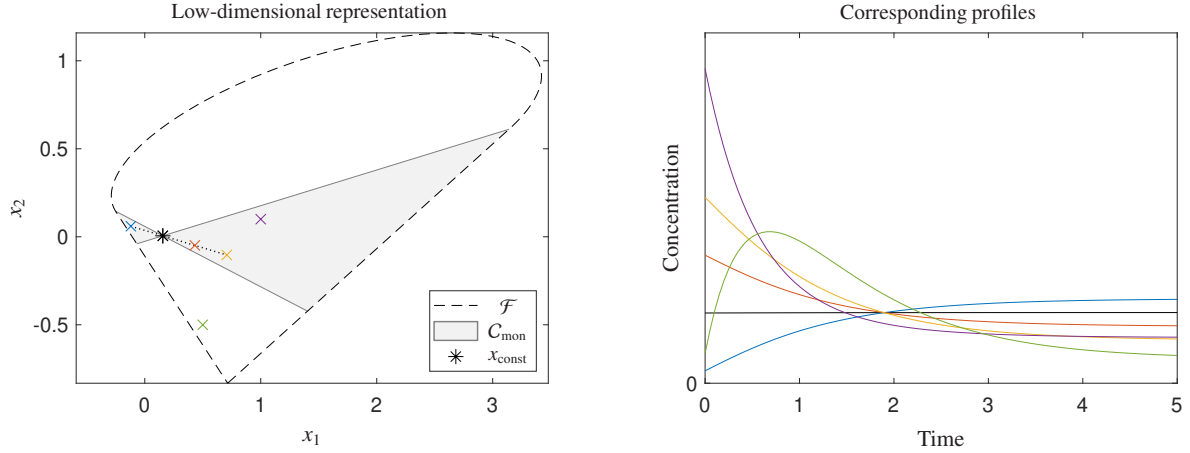 Low-dimensional representation
1
0.5
0
-0.5
0
1
2
3
x₂
x₁
ℱ
𝒞mon
xconst
Corresponding profiles
Concentration
0
0
1
2
3
4
5
Time